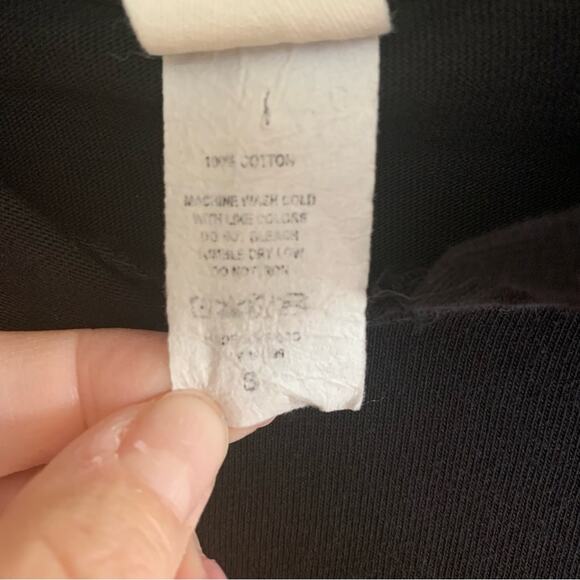 100% COTTON
MACHINE WASH COLD
WITH LIKE COLORS
DO NOT BLEACH
TUMBLE DRY LOW
DO NOT IRON
S